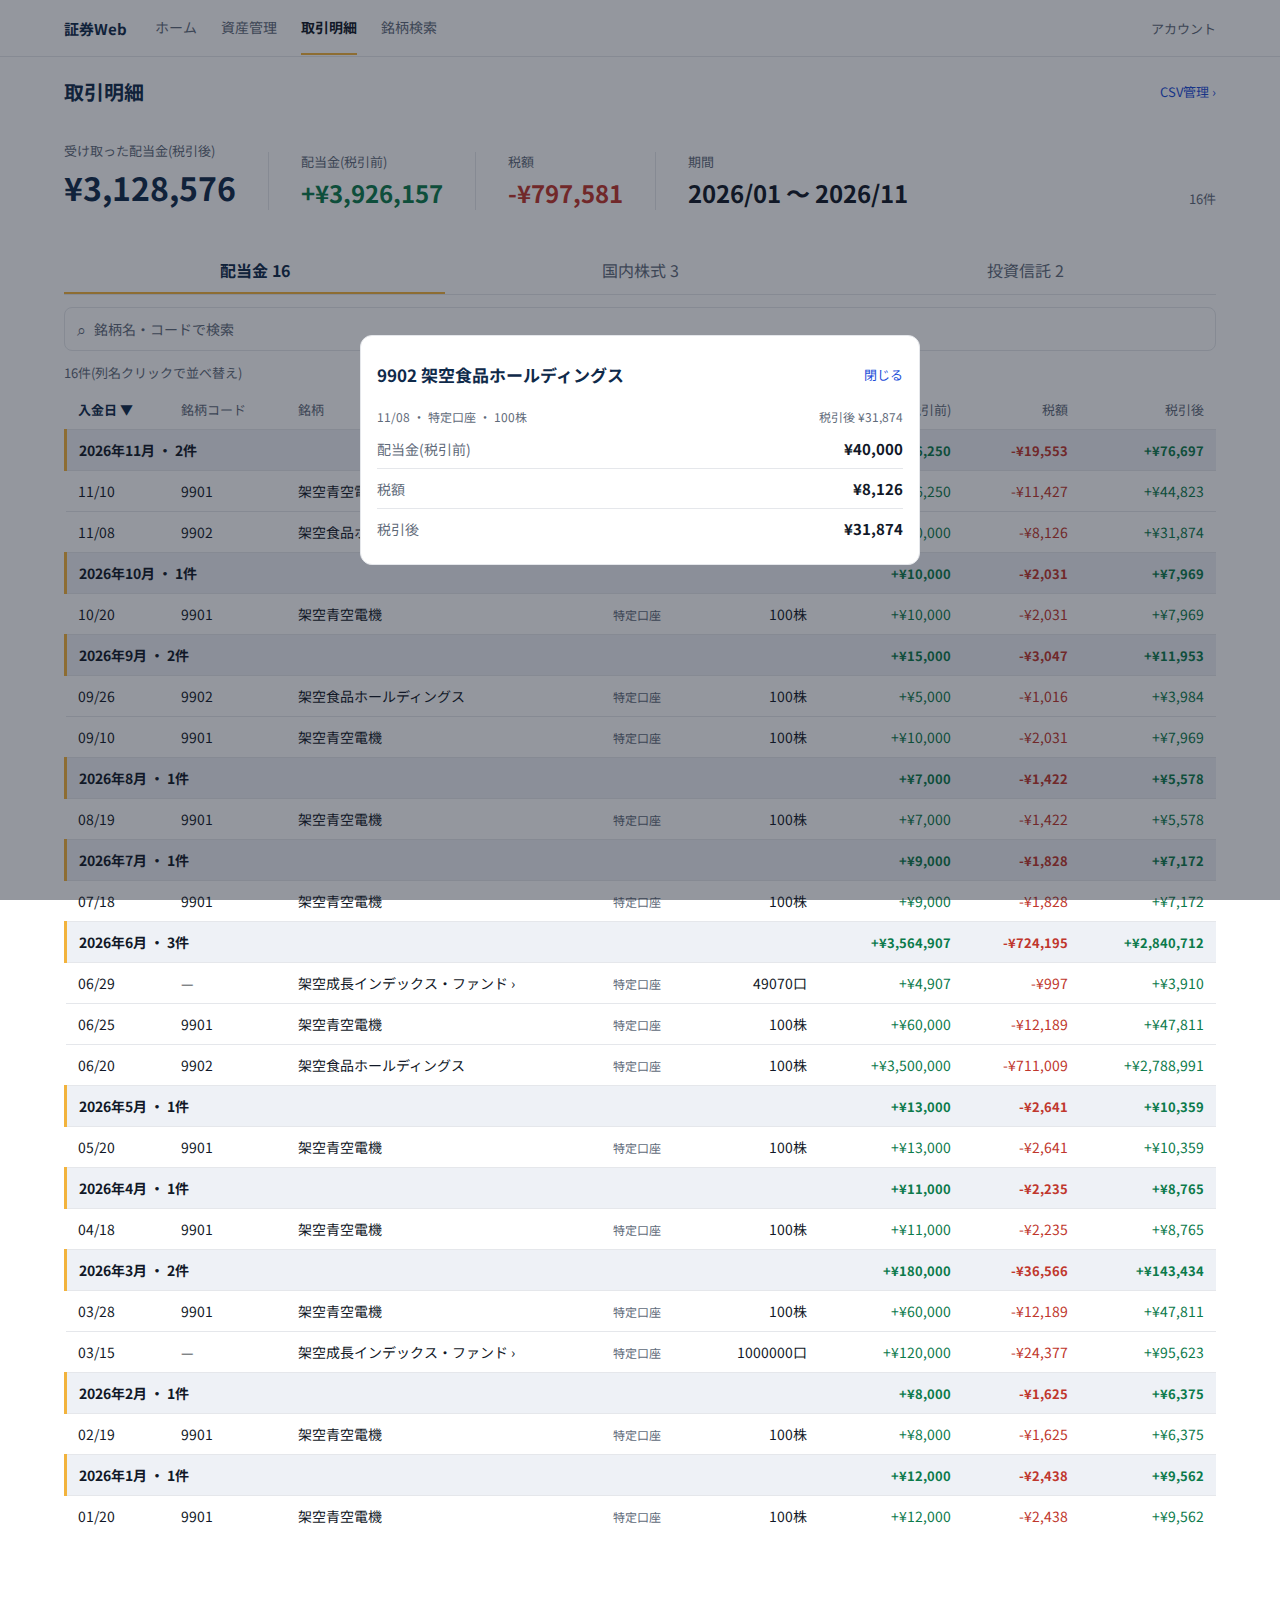 証券Web ホーム 資産管理 取引明細 銘柄検索 アカウント
取引明細 CSV管理 ›
受け取った配当金(税引後) 配当金(税引前) 税額 期間
¥3,128,576 +¥3,926,157 -¥797,581 2026/01 〜 2026/11 16件
配当金 16 国内株式 3 投資信託 2
銘柄名・コードで検索
16件(列名クリックで並べ替え)
9902 架空食品ホールディングス 閉じる
11/08 ・ 特定口座 ・ 100株 税引後 ¥31,874
配当金(税引前) ¥40,000
税額 ¥8,126
税引後 ¥31,874
入金日▼ 銘柄コード 銘柄 引前) 税額 税引後
2026年11月 ・ 2件 6,250 -¥19,553 +¥76,697
11/10 9901 架空青空 6,250 -¥11,427 +¥44,823
11/08 9902 架空食品 0,000 -¥8,126 +¥31,874
2026年10月 ・ 1件 +¥10,000 -¥2,031 +¥7,969
10/20 9901 架空青空電機 特定口座 100株 +¥10,000 -¥2,031 +¥7,969
2026年9月 ・ 2件 +¥15,000 -¥3,047 +¥11,953
09/26 9902 架空食品ホールディングス 特定口座 100株 +¥5,000 -¥1,016 +¥3,984
09/10 9901 架空青空電機 特定口座 100株 +¥10,000 -¥2,031 +¥7,969
2026年8月 ・ 1件 +¥7,000 -¥1,422 +¥5,578
08/19 9901 架空青空電機 特定口座 100株 +¥7,000 -¥1,422 +¥5,578
2026年7月 ・ 1件 +¥9,000 -¥1,828 +¥7,172
07/18 9901 架空青空電機 特定口座 100株 +¥9,000 -¥1,828 +¥7,172
2026年6月 ・ 3件 +¥3,564,907 -¥724,195 +¥2,840,712
06/29 — 架空成長インデックス・ファンド › 特定口座 49070口 +¥4,907 -¥997 +¥3,910
06/25 9901 架空青空電機 特定口座 100株 +¥60,000 -¥12,189 +¥47,811
06/20 9902 架空食品ホールディングス 特定口座 100株 +¥3,500,000 -¥711,009 +¥2,788,991
2026年5月 ・ 1件 +¥13,000 -¥2,641 +¥10,359
05/20 9901 架空青空電機 特定口座 100株 +¥13,000 -¥2,641 +¥10,359
2026年4月 ・ 1件 +¥11,000 -¥2,235 +¥8,765
04/18 9901 架空青空電機 特定口座 100株 +¥11,000 -¥2,235 +¥8,765
2026年3月 ・ 2件 +¥180,000 -¥36,566 +¥143,434
03/28 9901 架空青空電機 特定口座 100株 +¥60,000 -¥12,189 +¥47,811
03/15 — 架空成長インデックス・ファンド › 特定口座 1000000口 +¥120,000 -¥24,377 +¥95,623
2026年2月 ・ 1件 +¥8,000 -¥1,625 +¥6,375
02/19 9901 架空青空電機 特定口座 100株 +¥8,000 -¥1,625 +¥6,375
2026年1月 ・ 1件 +¥12,000 -¥2,438 +¥9,562
01/20 9901 架空青空電機 特定口座 100株 +¥12,000 -¥2,438 +¥9,562